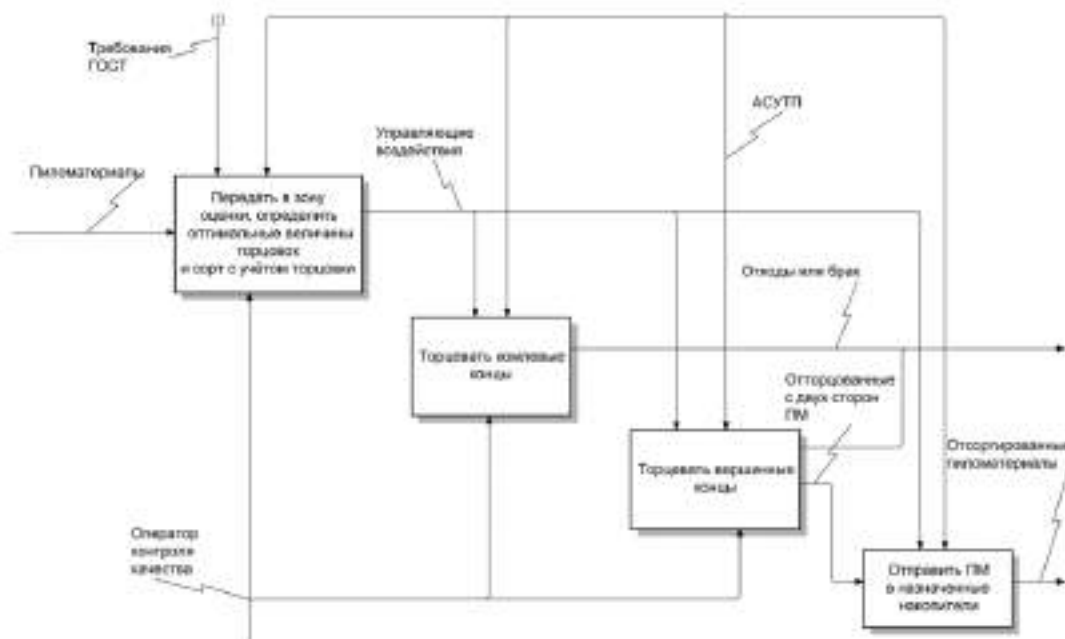 Требования
ГОСТ
АСУТП
Управляющие
воздействия
Пиломатериалы
Передать в зону
оценки, определить
оптимальные величины
торцовок
и сорт с учётом торцовки
Отходы или брак
Торцевать комлевые
концы
Отторцованные
с двух сторон
ПМ
Отсортированные
пиломатериалы
Торцевать вершинные
концы
Оператор
контроля
качества
Отправить ПМ
в назначенные
накопители